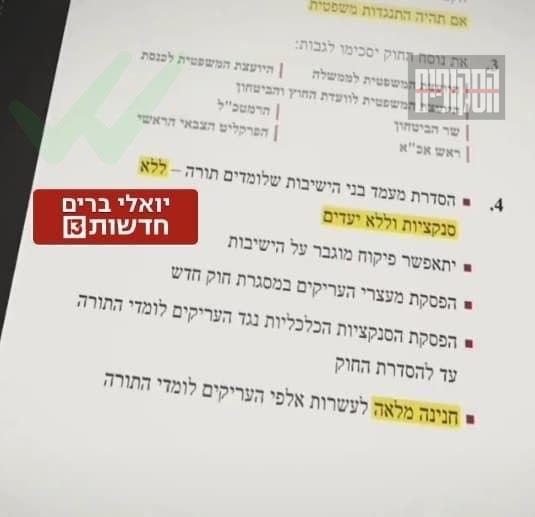 אם תהיה התנגדות משפטית
3. את נוסח החוק יסכימו לגבות:
היועצת המשפטית לממשלה
היועצת המשפטית לכנסת
המשפטית לוועדת החוץ והביטחון
שר הביטחון
הרמטכ"ל
ראש אכ"א
הפרקליט הצבאי הראשי
4. הסדרת מעמד בני הישיבות שלומדים תורה – ללא
סנקציות וללא יעדים
יתאפשר פיקוח מוגבר על הישיבות
הפסקת מעצרי העריקים במסגרת חוק חדש
הפסקת הסנקציות הכלכליות נגד העריקים לומדי התורה
עד להסדרת החוק
חנינה מלאה לעשרות אלפי העריקים לומדי התורה
יואלי ברים
חדשות 13
הסקופים